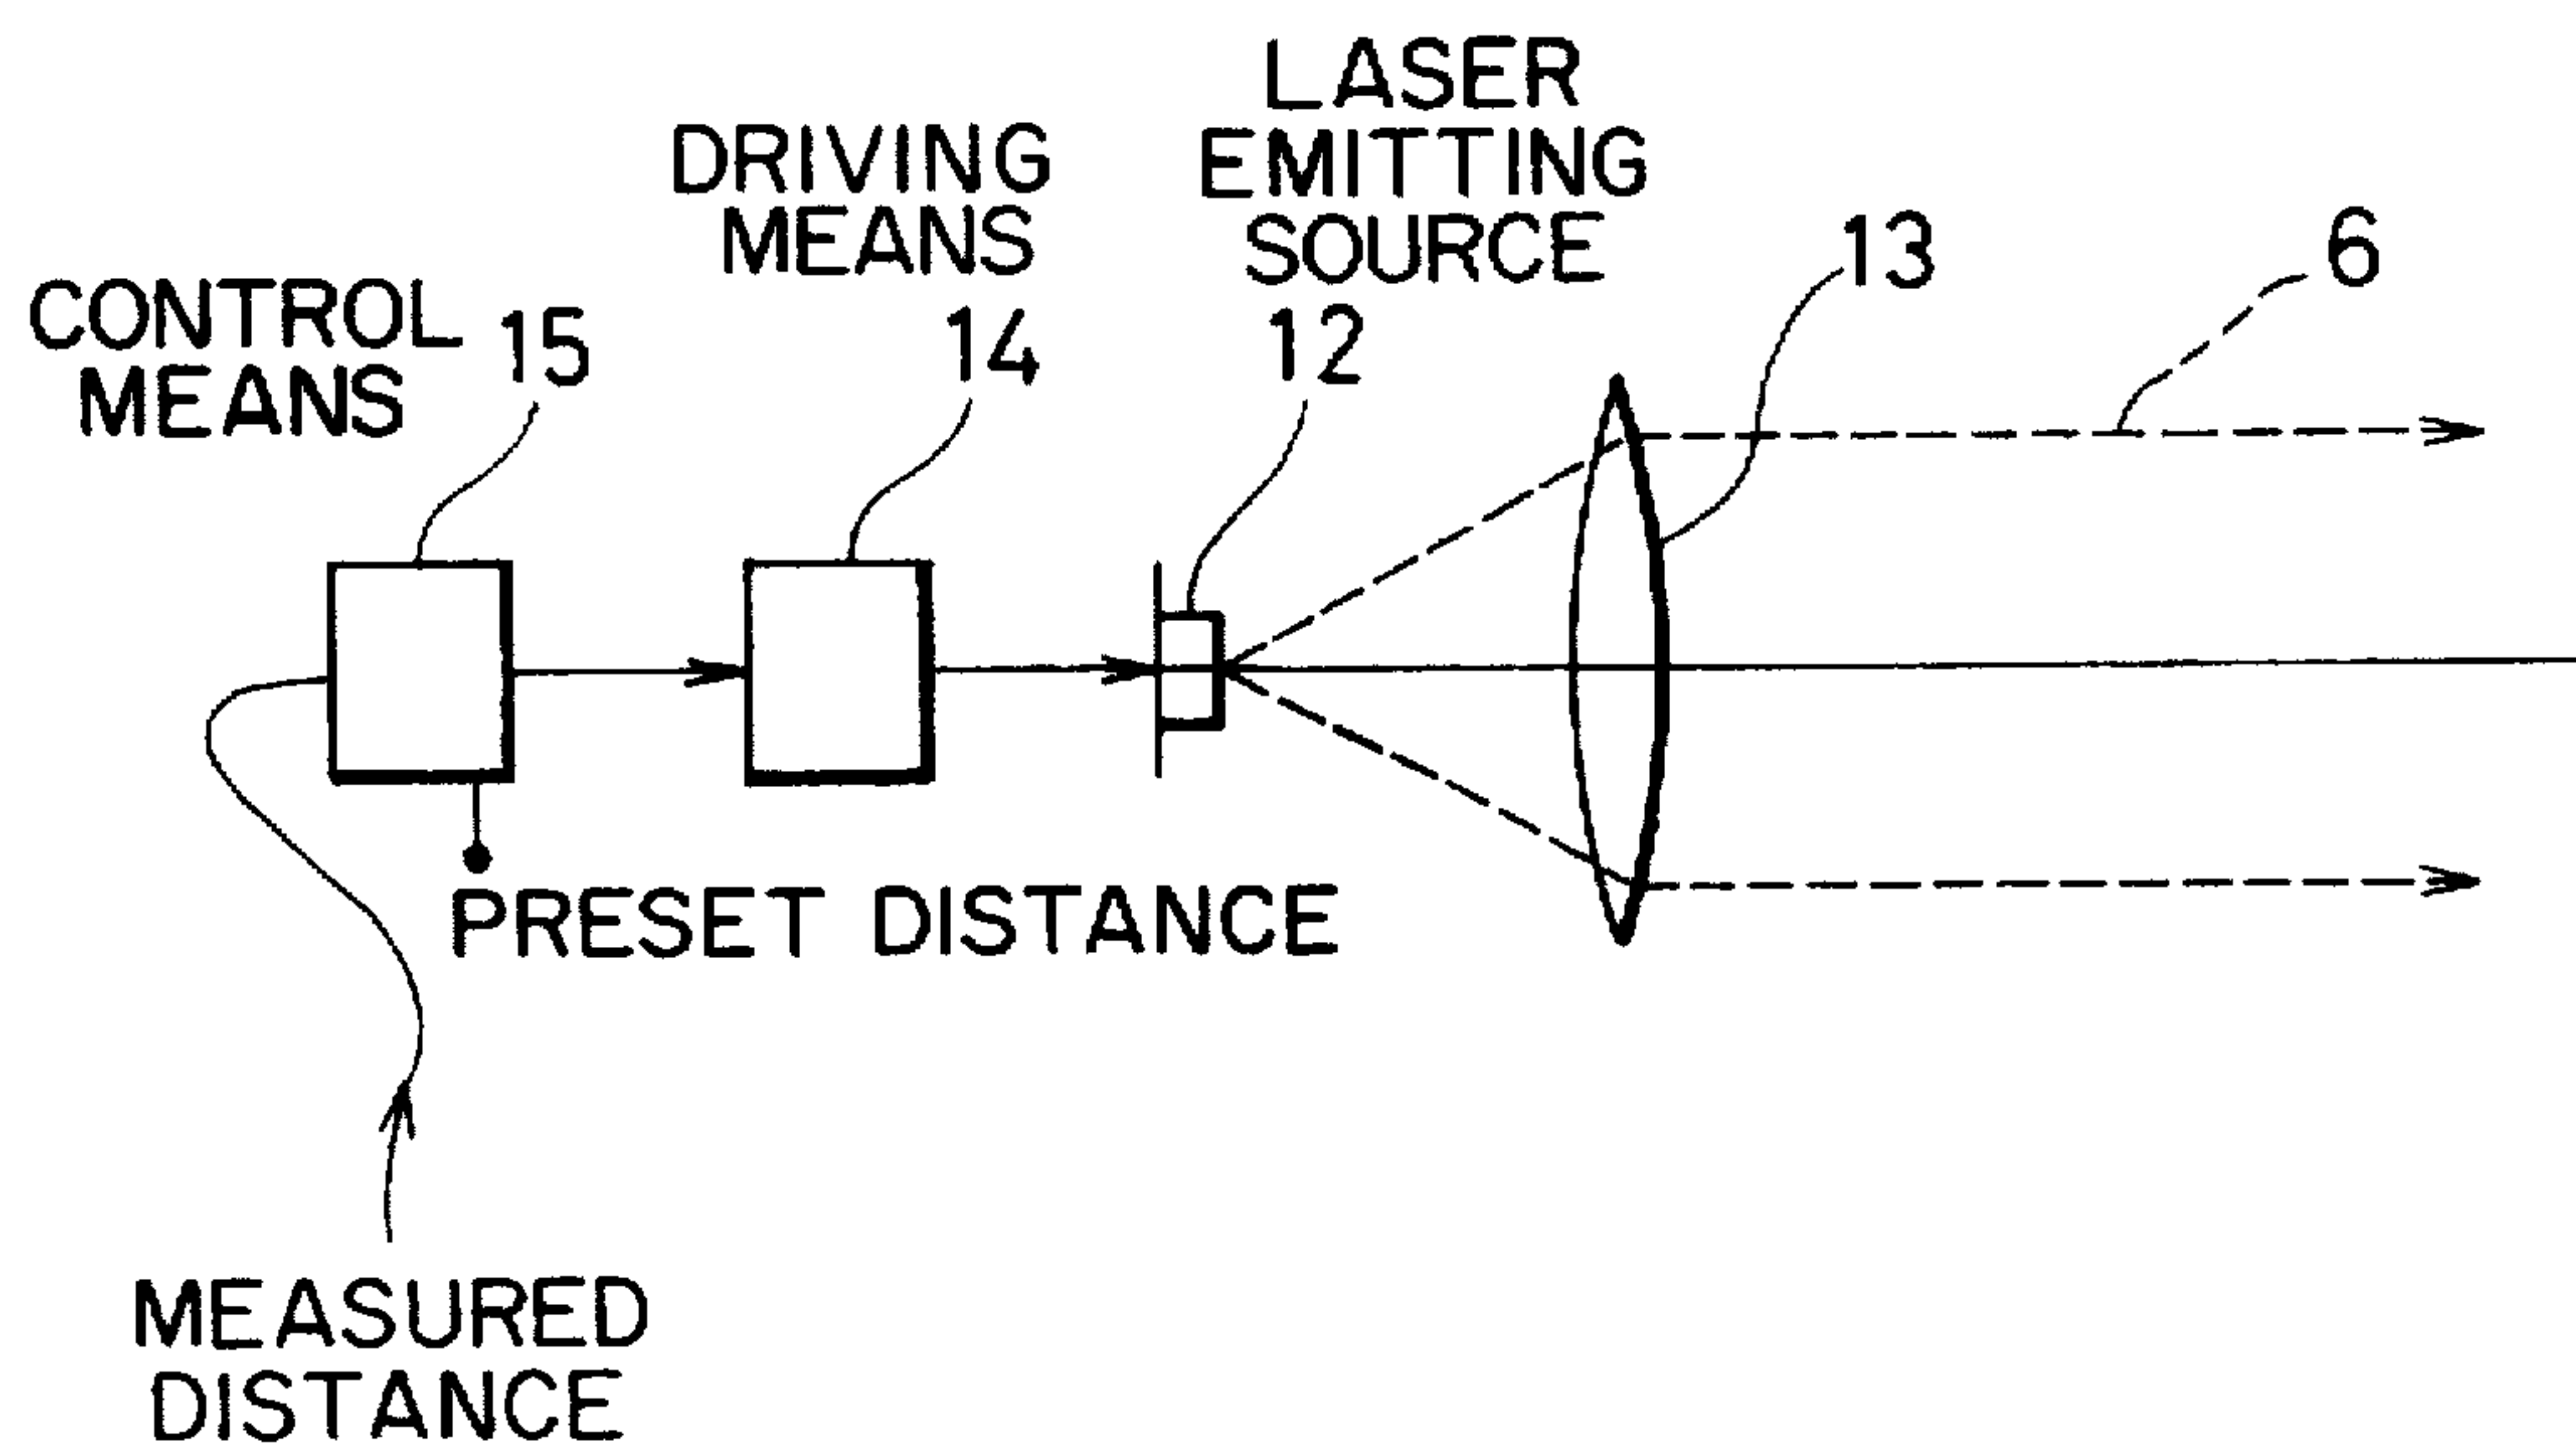 LASER
EMITTING
SOURCE
12
DRIVING
MEANS
14
CONTROL
MEANS
15
13
6
PRESET DISTANCE
MEASURED
DISTANCE